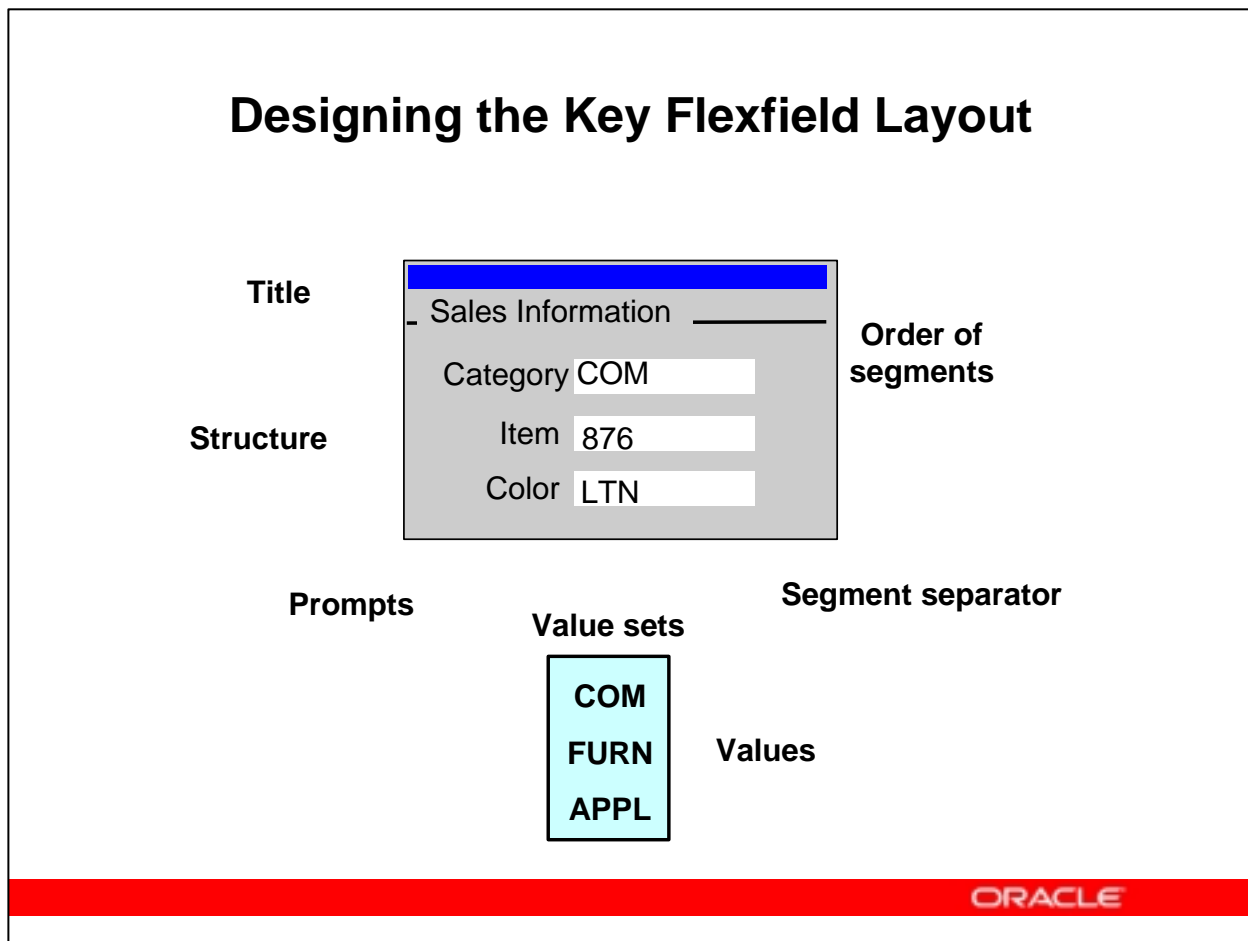 Designing the Key Flexfield Layout
Title
Sales Information
Order of
segments
Category COM
Structure
Item 876
Color LTN
Prompts
Segment separator
Value sets
COM
FURN
Values
APPL
ORACLE